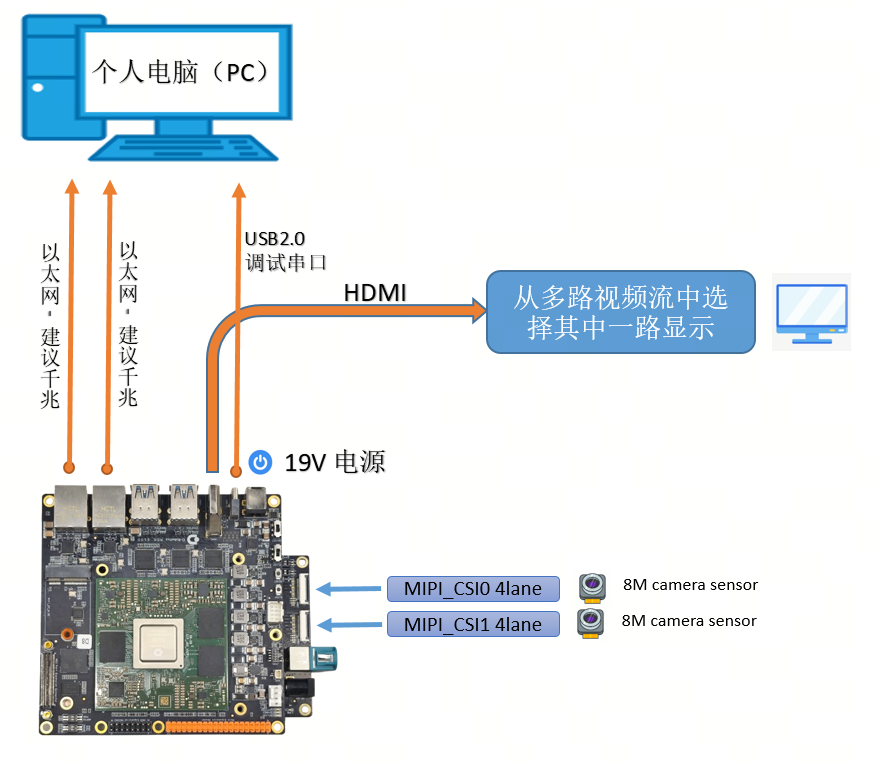 个人电脑（PC）
以太网-建议千兆
以太网-建议千兆
USB2.0
调试串口
HDMI
从多路视频流中选
择其中一路显示
19V 电源
MIPI_CSI0 4lane
8M camera sensor
MIPI_CSI1 4lane
8M camera sensor